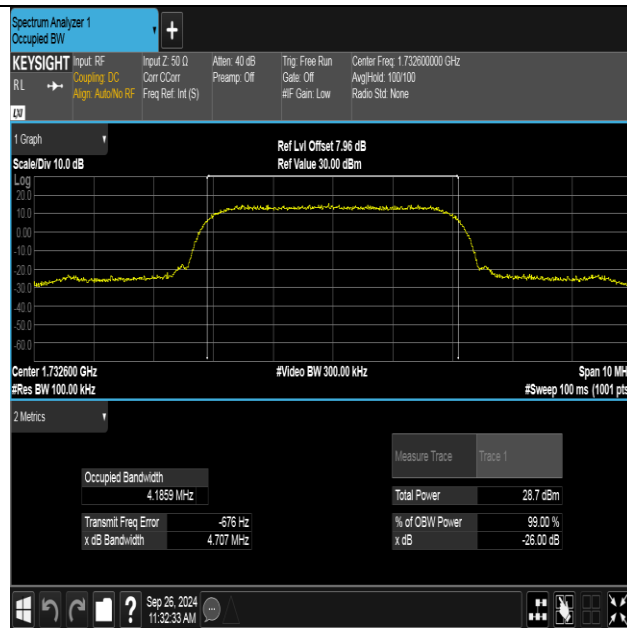 Spectrum Analyzer 1
Occupied BW
+
KEYSIGHT
RL
LXI
Input: RF
Coupling: DC
Align: Auto/No RF
Input Z: 50 Ω
Corr CCorr
Freq Ref: Int (S)
Atten: 40 dB
Preamp: Off
Trig: Free Run
Gate: Off
#IF Gain: Low
Center Freq: 1.732600000 GHz
Avg|Hold: 100/100
Radio Std: None
1 Graph
Scale/Div 10.0 dB
Ref Lvl Offset 7.96 dB
Ref Value 30.00 dBm
Log
20.0
10.0
0.00
-10.0
-20.0
-30.0
-40.0
-50.0
-60.0
Center 1.732600 GHz
#Video BW 300.00 kHz
Span 10 MH
#Res BW 100.00 kHz
#Sweep 100 ms (1001 pts
2 Metrics
Measure Trace Trace 1
Occupied Bandwidth
4.1859 MHz
Total Power 28.7 dBm
Transmit Freq Error -676 Hz
% of OBW Power 99.00 %
x dB Bandwidth 4.707 MHz
x dB -26.00 dB
?
Sep 26, 2024
11:32:33 AM